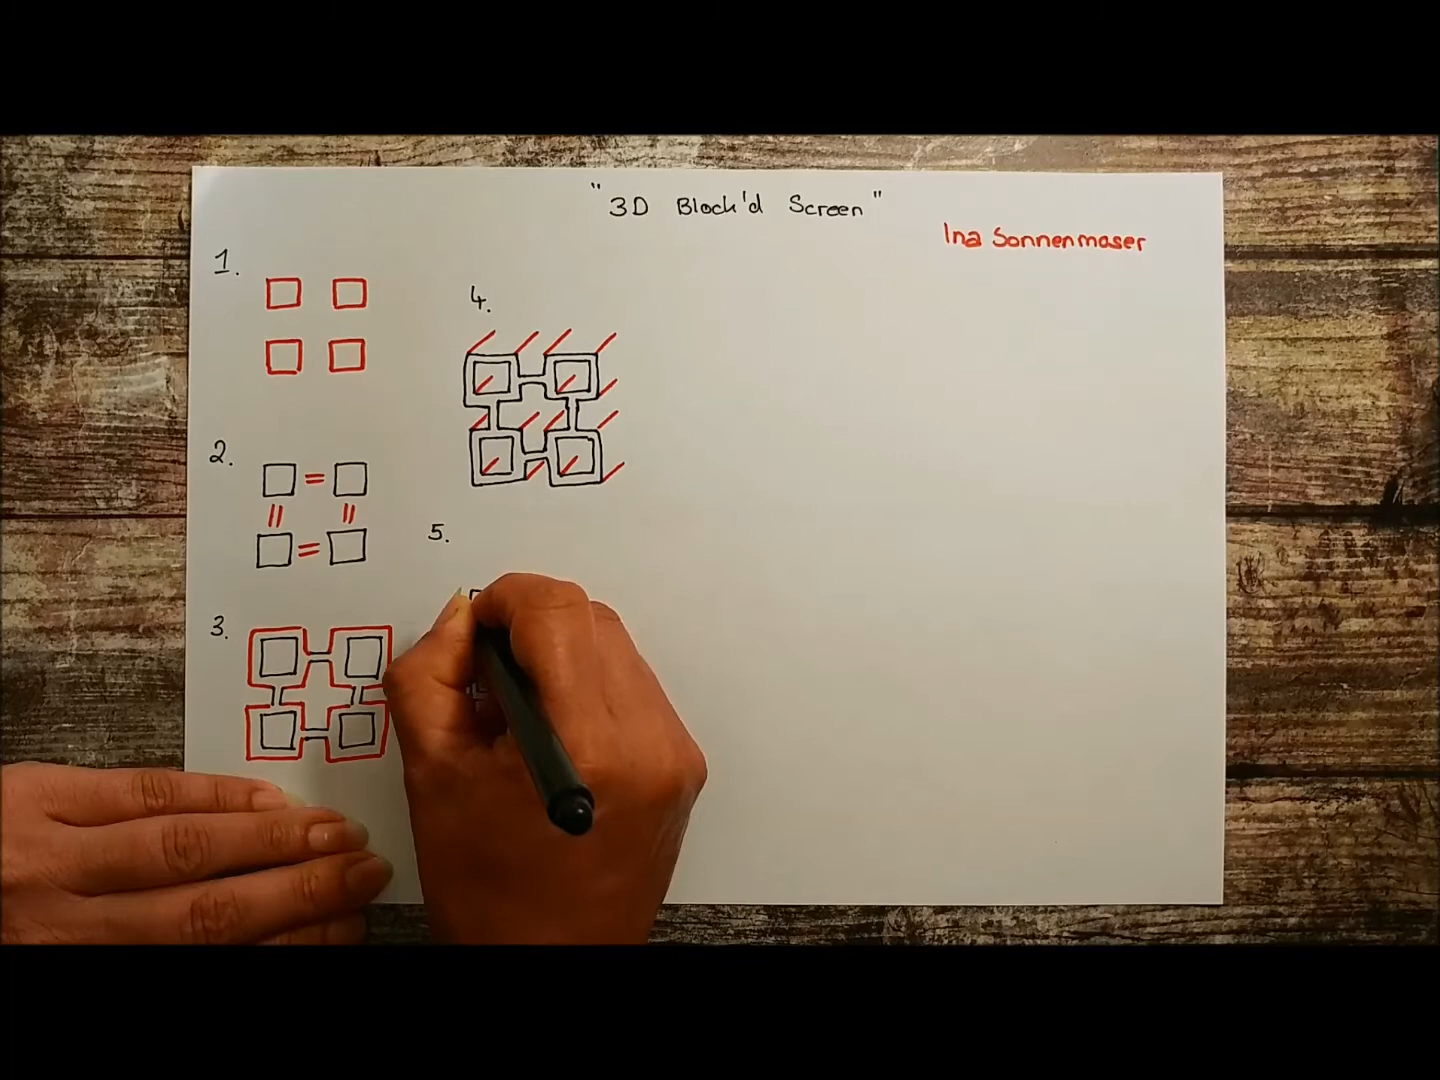 "3D Block'd Screen"
Ina Sonnenmoser
1.
2.
3.
4.
5.